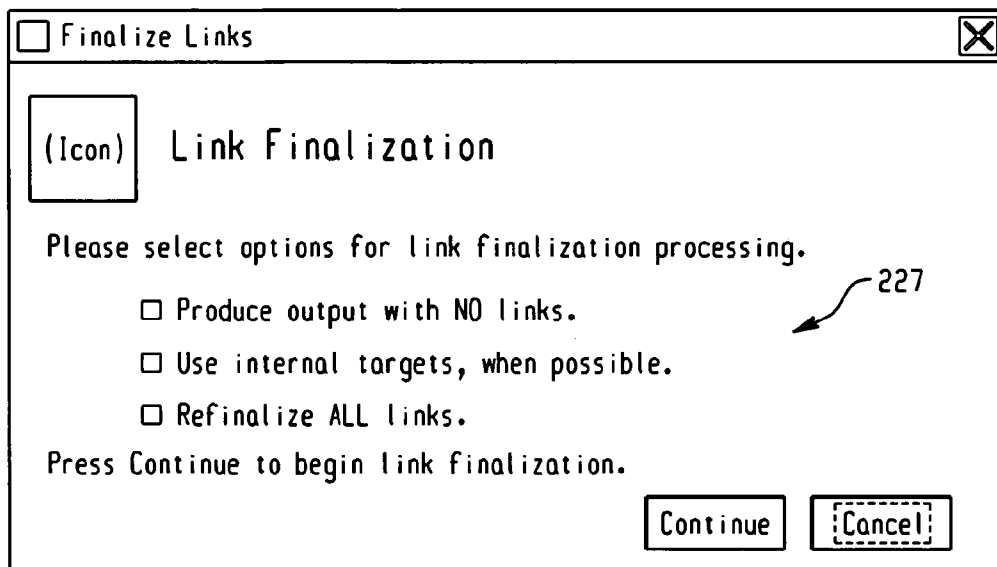 Finalize Links
(Icon)
Link Finalization
Please select options for link finalization processing.
227
Produce output with NO links.
Use internal targets, when possible.
Refinalize ALL links.
Press Continue to begin link finalization.
Continue
Cancel